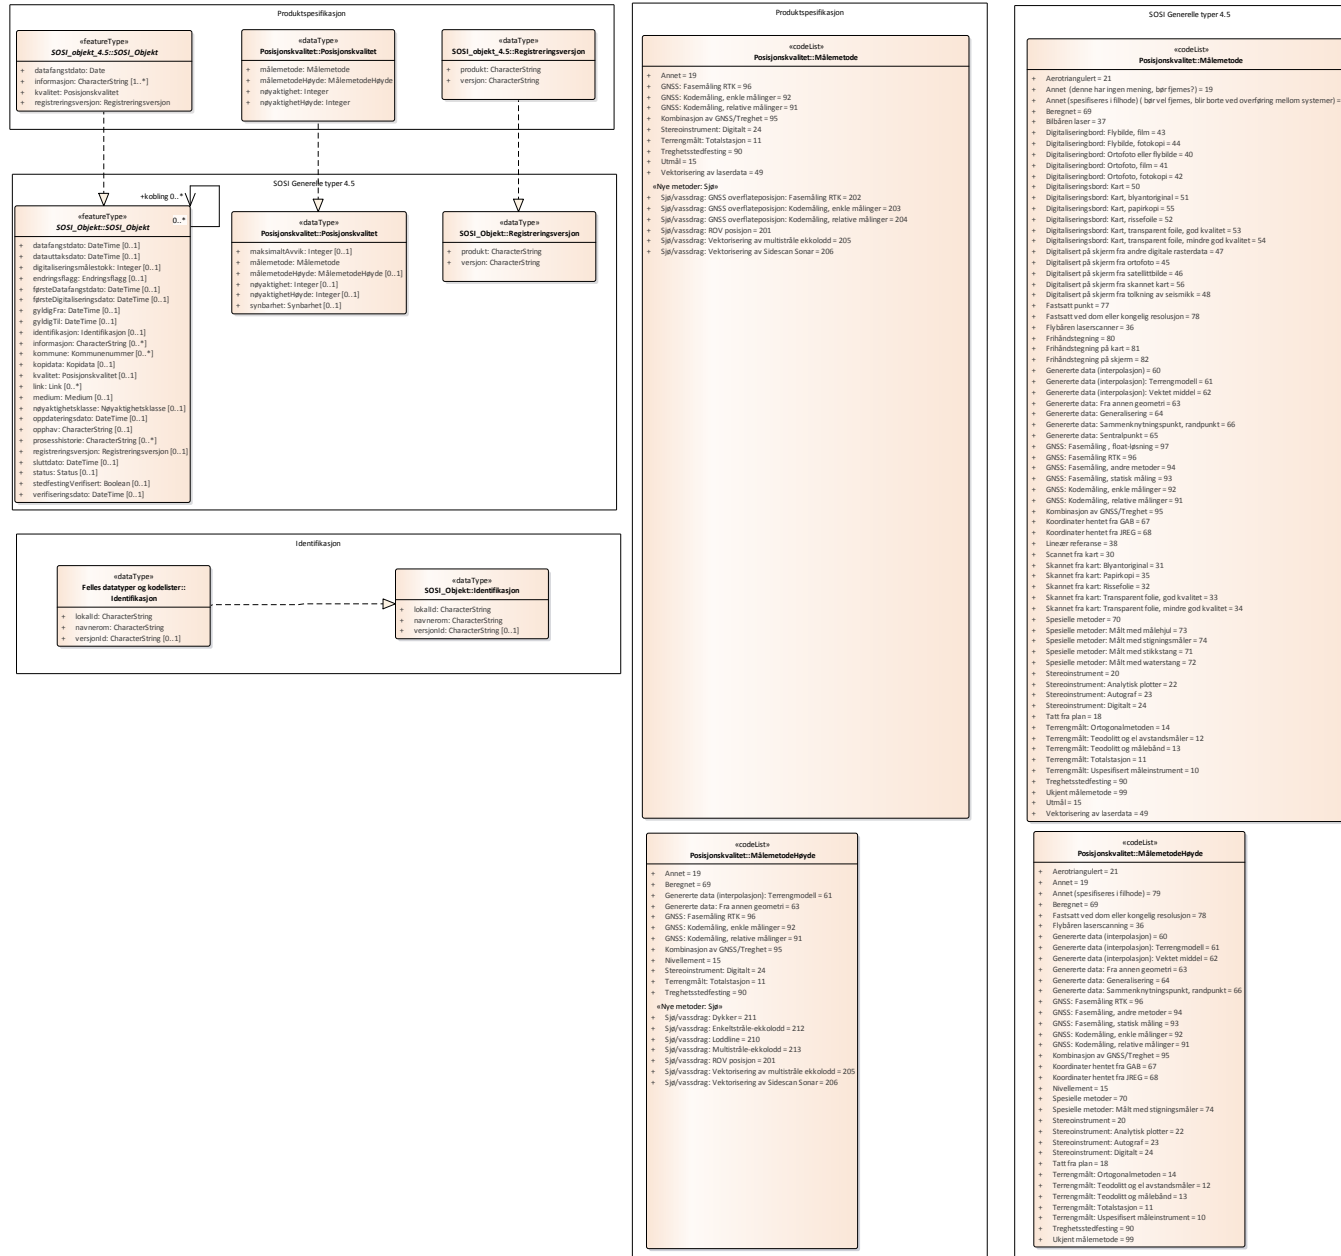 Produktspesifikasjon
«featureType»
SOSI_objekt_4.5::SOSI_Objekt
+ datafangstdato: Date
+ informasjon: CharacterString [1..*]
+ kvalitet: Posisjonskvalitet
+ registreringsversjon: Registreringsversjon
«dataType»
Posisjonskvalitet::Posisjonskvalitet
+ målemetode: Målemetode
+ målemetodeHøyde: MålemetodeHøyde
+ nøyaktighet: Integer
+ nøyaktighetHøyde: Integer
«dataType»
SOSI_objekt_4.5::Registreringsversjon
+ produkt: CharacterString
+ versjon: CharacterString
SOSI Generelle typer 4.5
+kobling 0..*
0..*
«featureType»
SOSI_Objekt::SOSI_Objekt
+ datafangstdato: DateTime [0..1]
+ datauttaksdato: DateTime [0..1]
+ digitaliseringsmålestokk: Integer [0..1]
+ endringsflagg: Endringsflagg [0..1]
+ førsteDatafangstdato: DateTime [0..1]
+ førsteDigitaliseringsdato: DateTime [0..1]
+ gyldigFra: DateTime [0..1]
+ gyldigTil: DateTime [0..1]
+ identifikasjon: Identifikasjon [0..1]
+ informasjon: CharacterString [0..*]
+ kommune: Kommunenummer [0..*]
+ kopidata: Kopidata [0..1]
+ kvalitet: Posisjonskvalitet [0..1]
+ link: Link [0..*]
+ medium: Medium [0..1]
+ nøyaktighetsklasse: Nøyaktighetsklasse [0..1]
+ oppdateringsdato: DateTime [0..1]
+ opphav: CharacterString [0..1]
+ prosesshistorie: CharacterString [0..*]
+ registreringsversjon: Registreringsversjon [0..1]
+ sluttdato: DateTime [0..1]
+ status: Status [0..1]
+ stedfestingVerifisert: Boolean [0..1]
+ verifiseringsdato: DateTime [0..1]
«dataType»
Posisjonskvalitet::Posisjonskvalitet
+ maksimaltAvvik: Integer [0..1]
+ målemetode: Målemetode
+ målemetodeHøyde: MålemetodeHøyde [0..1]
+ nøyaktighet: Integer [0..1]
+ nøyaktighetHøyde: Integer [0..1]
+ synbarhet: Synbarhet [0..1]
«dataType»
SOSI_Objekt::Registreringsversjon
+ produkt: CharacterString
+ versjon: CharacterString
Identifikasjon
«dataType»
Felles datatyper og kodelister::
Identifikasjon
+ lokalId: CharacterString
+ navnerom: CharacterString
+ versjonId: CharacterString [0..1]
«dataType»
SOSI_Objekt::Identifikasjon
+ lokalId: CharacterString
+ navnerom: CharacterString
+ versjonId: CharacterString [0..1]
Produktspesifikasjon
«codeList»
Posisjonskvalitet::Målemetode
+ Annet = 19
+ GNSS: Fasemåling RTK = 96
+ GNSS: Kodemåling, enkle målinger = 92
+ GNSS: Kodemåling, relative målinger = 91
+ Kombinasjon av GNSS/Treghet = 95
+ Stereoinstrument: Digitalt = 24
+ Terrengmålt: Totalstasjon = 11
+ Treghetsstedfesting = 90
+ Utmål = 15
+ Vektorisering av laserdata = 49
«Nye metoder: Sjø»
+ Sjø/vassdrag: GNSS overflateposisjon: Fasemåling RTK = 202
+ Sjø/vassdrag: GNSS overflateposisjon: Kodemåling, enkle målinger = 203
+ Sjø/vassdrag: GNSS overflateposisjon: Kodemåling, relative målinger = 204
+ Sjø/vassdrag: ROV posisjon = 201
+ Sjø/vassdrag: Vektorisering av multistråle ekkolodd = 205
+ Sjø/vassdrag: Vektorisering av Sidescan Sonar = 206
«codeList»
Posisjonskvalitet::MålemetodeHøyde
+ Annet = 19
+ Beregnet = 69
+ Genererte data (interpolasjon): Terrengmodell = 61
+ Genererte data: Fra annen geometri = 63
+ GNSS: Fasemåling RTK = 96
+ GNSS: Kodemåling, enkle målinger = 92
+ GNSS: Kodemåling, relative målinger = 91
+ Kombinasjon av GNSS/Treghet = 95
+ Nivellement = 15
+ Stereoinstrument: Digitalt = 24
+ Terrengmålt: Totalstasjon = 11
+ Treghetsstedfesting = 90
«Nye metoder: Sjø»
+ Sjø/vassdrag: Dykker = 211
+ Sjø/vassdrag: Enkeltstråle-ekkolodd = 212
+ Sjø/vassdrag: Loddline = 210
+ Sjø/vassdrag: Multistråle-ekkolodd = 213
+ Sjø/vassdrag: ROV posisjon = 201
+ Sjø/vassdrag: Vektorisering av multistråle ekkolodd = 205
+ Sjø/vassdrag: Vektorisering av Sidescan Sonar = 206
SOSI Generelle typer 4.5
«codeList»
Posisjonskvalitet::Målemetode
+ Aerotriangulert = 21
+ Annet (denne har ingen mening, bør fjernes?) = 19
+ Annet (spesifiseres i filhode) ( bør vel fjernes, blir borte ved overføring mellom systemer) =
+ Beregnet = 69
+ Bilbåren laser = 37
+ Digitaliseringbord: Flybilde, film = 43
+ Digitaliseringbord: Flybilde, fotokopi = 44
+ Digitaliseringbord: Ortofoto eller flybilde = 40
+ Digitaliseringbord: Ortofoto, film = 41
+ Digitaliseringbord: Ortofoto, fotokopi = 42
+ Digitaliseringsbord: Kart = 50
+ Digitaliseringsbord: Kart, blyantoriginal = 51
+ Digitaliseringsbord: Kart, papirkopi = 55
+ Digitaliseringsbord: Kart, rissefoile = 52
+ Digitaliseringsbord: Kart, transparent foile, god kvalitet = 53
+ Digitaliseringsbord: Kart, transparent foile, mindre god kvalitet = 54
+ Digitalisert på skjerm fra andre digitale rasterdata = 47
+ Digitalisert på skjerm fra ortofoto = 45
+ Digitalisert på skjerm fra satellittbilde = 46
+ Digitalisert på skjerm fra skannet kart = 56
+ Digitalisert på skjerm fra tolkning av seismikk = 48
+ Fastsatt punkt = 77
+ Fastsatt ved dom eller kongelig resolusjon = 78
+ Flybåren laserscanner = 36
+ Frihåndstegning = 80
+ Frihåndstegning på kart = 81
+ Frihåndstegning på skjerm = 82
+ Genererte data (interpolasjon) = 60
+ Genererte data (interpolasjon): Terrengmodell = 61
+ Genererte data (interpolasjon): Vektet middel = 62
+ Genererte data: Fra annen geometri = 63
+ Genererte data: Generalisering = 64
+ Genererte data: Sammenknytningspunkt, randpunkt = 66
+ Genererte data: Sentralpunkt = 65
+ GNSS: Fasemåling , float-løsning = 97
+ GNSS: Fasemåling RTK = 96
+ GNSS: Fasemåling, andre metoder = 94
+ GNSS: Fasemåling, statisk måling = 93
+ GNSS: Kodemåling, enkle målinger = 92
+ GNSS: Kodemåling, relative målinger = 91
+ Kombinasjon av GNSS/Treghet = 95
+ Koordinater hentet fra GAB = 67
+ Koordinater hentet fra JREG = 68
+ Lineær referanse = 38
+ Scannet fra kart = 30
+ Skannet fra kart: Blyantoriginal = 31
+ Skannet fra kart: Papirkopi = 35
+ Skannet fra kart: Rissefolie = 32
+ Skannet fra kart: Transparent folie, god kvalitet = 33
+ Skannet fra kart: Transparent folie, mindre god kvalitet = 34
+ Spesielle metoder = 70
+ Spesielle metoder: Målt med målehjul = 73
+ Spesielle metoder: Målt med stigningsmåler = 74
+ Spesielle metoder: Målt med stikkstang = 71
+ Spesielle metoder: Målt med waterstang = 72
+ Stereoinstrument = 20
+ Stereoinstrument: Analytisk plotter = 22
+ Stereoinstrument: Autograf = 23
+ Stereoinstrument: Digitalt = 24
+ Tatt fra plan = 18
+ Terrengmålt: Ortogonalmetoden = 14
+ Terrengmålt: Teodolitt og el avstandsmåler = 12
+ Terrengmålt: Teodolitt og målebånd = 13
+ Terrengmålt: Totalstasjon = 11
+ Terrengmålt: Uspesifisert måleinstrument = 10
+ Treghetsstedfesting = 90
+ Ukjent målemetode = 99
+ Utmål = 15
+ Vektorisering av laserdata = 49
«codeList»
Posisjonskvalitet::MålemetodeHøyde
+ Aerotriangulert = 21
+ Annet = 19
+ Annet (spesifiseres i filhode) = 79
+ Beregnet = 69
+ Fastsatt ved dom eller kongelig resolusjon = 78
+ Flybåren laserscanning = 36
+ Genererte data (interpolasjon) = 60
+ Genererte data (interpolasjon): Terrengmodell = 61
+ Genererte data (interpolasjon): Vektet middel = 62
+ Genererte data: Fra annen geometri = 63
+ Genererte data: Generalisering = 64
+ Genererte data: Sammenknytningspunkt, randpunkt = 66
+ GNSS: Fasemåling RTK = 96
+ GNSS: Fasemåling, andre metoder = 94
+ GNSS: Fasemåling, statisk måling = 93
+ GNSS: Kodemåling, enkle målinger = 92
+ GNSS: Kodemåling, relative målinger = 91
+ Kombinasjon av GNSS/Treghet = 95
+ Koordinater hentet fra GAB = 67
+ Koordinater hentet fra JREG = 68
+ Nivellement = 15
+ Spesielle metoder = 70
+ Spesielle metoder: Målt med stigningsmåler = 74
+ Stereoinstrument = 20
+ Stereoinstrument: Analytisk plotter = 22
+ Stereoinstrument: Autograf = 23
+ Stereoinstrument: Digitalt = 24
+ Tatt fra plan = 18
+ Terrengmålt: Ortogonalmetoden = 14
+ Terrengmålt: Teodolitt og el avstandsmåler = 12
+ Terrengmålt: Teodolitt og målebånd = 13
+ Terrengmålt: Totalstasjon = 11
+ Terrengmålt: Uspesifisert måleinstrument = 10
+ Treghetsstedfesting = 90
+ Ukjent målemetode = 99